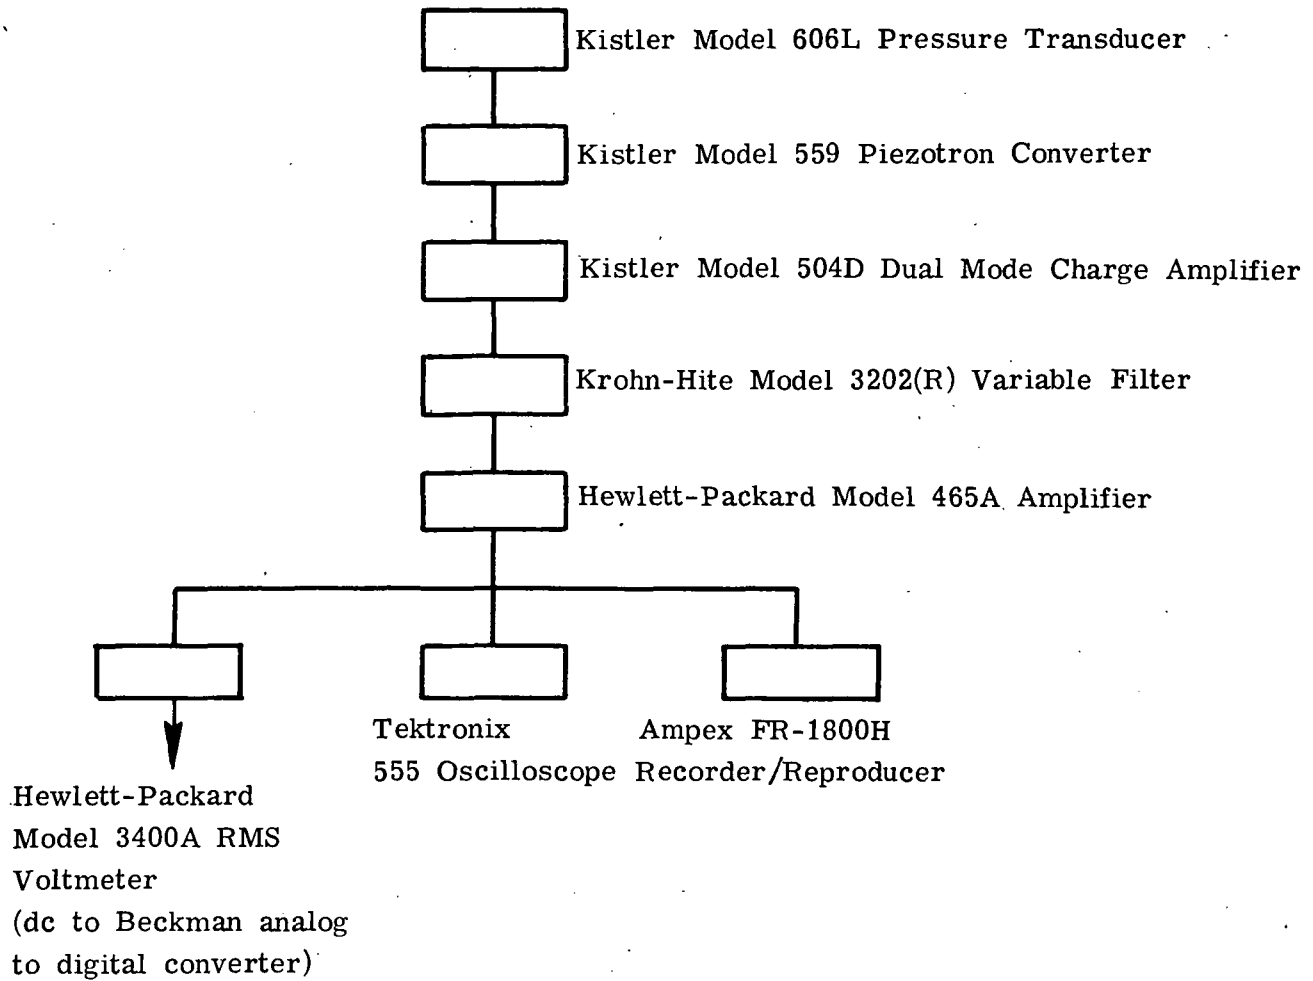 Kistler Model 606L Pressure Transducer
Kistler Model 559 Piezotron Converter
Kistler Model 504D Dual Mode Charge Amplifier
Krohn-Hite Model 3202(R) Variable Filter
Hewlett-Packard Model 465A Amplifier
Tektronix
555 Oscilloscope
Ampex FR-1800H
Recorder/Reproducer
Hewlett-Packard
Model 3400A RMS
Voltmeter
(dc to Beckman analog
to digital converter)